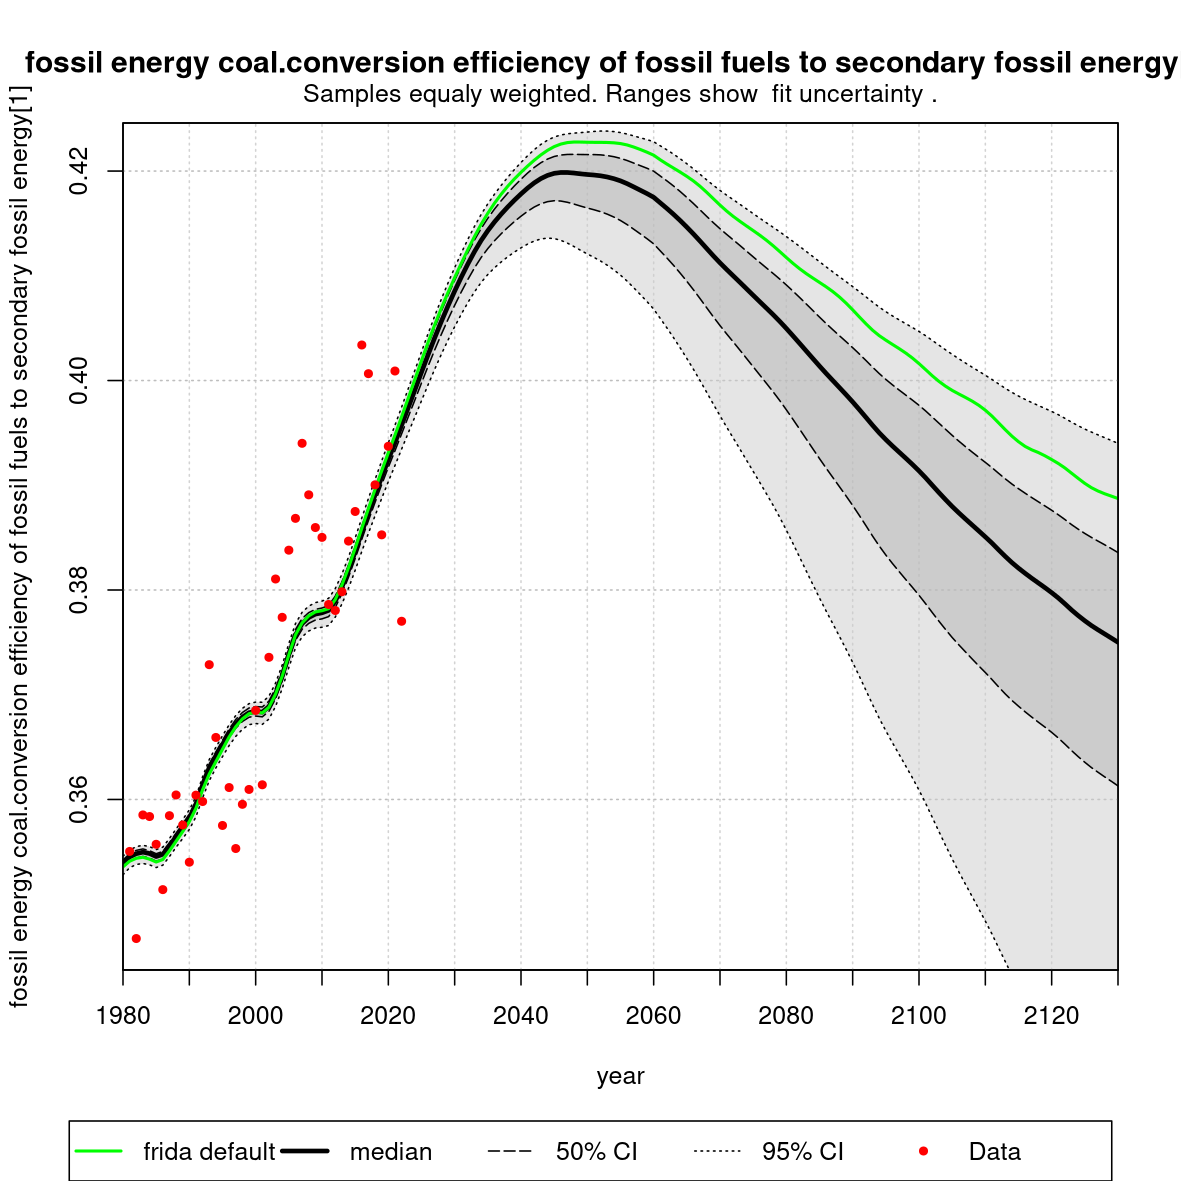 fossil energy coal.conversion efficiency of fossil fuels to secondary fossil energy
Samples equaly weighted. Ranges show  fit uncertainty .
fossil energy coal.conversion efficiency of fossil fuels to secondary fossil energy[1]
0.42
0.40
0.38
0.36
1980 2000 2020 2040 2060 2080 2100 2120
year
frida default median 50% CI 95% CI Data